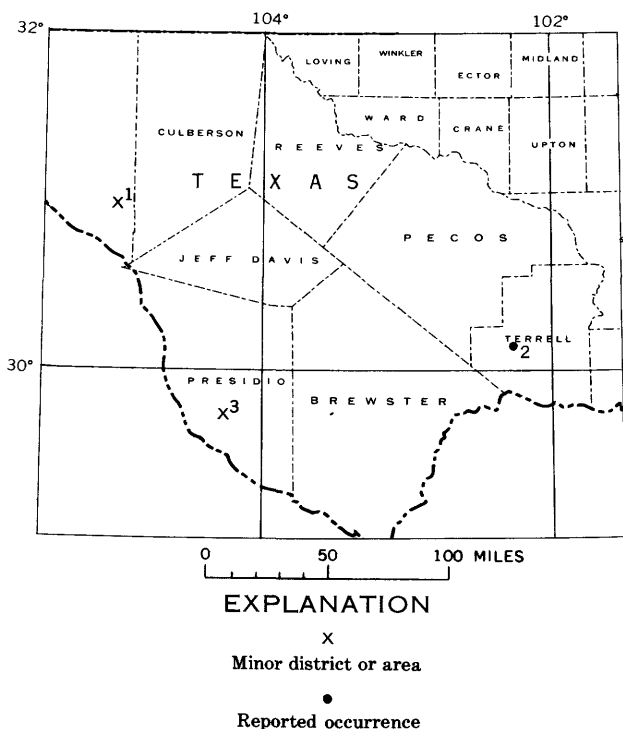 104° 102°
32°
LOVING WINKLER ECTOR MIDLAND
WARD CRANE UPTON
CULBERSON REEVES
TEXAS
x1
PECOS
JEFF DAVIS
TERRELL
2
30°
PRESIDIO BREWSTER
x3
0 50 100 MILES
EXPLANATION
x
Minor district or area
Reported occurrence